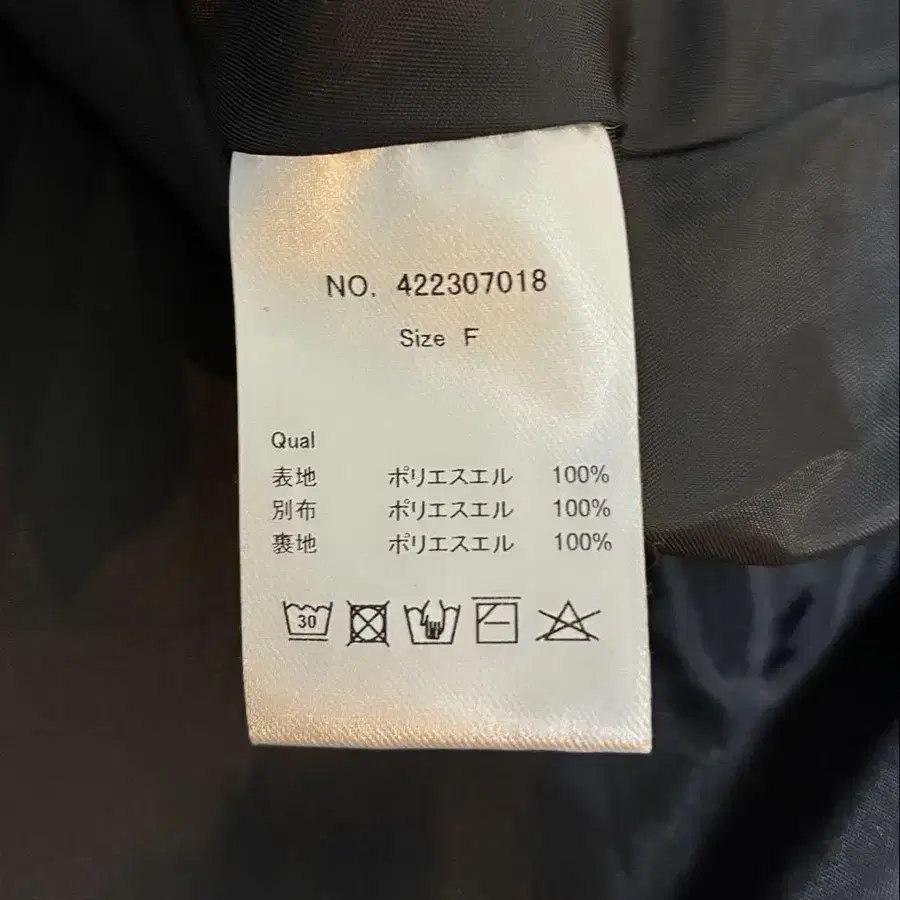 NO. 422307018
Size F
Qual
表地 ポリエスエル 100%
別布 ポリエスエル 100%
裏地 ポリエスエル 100%
30